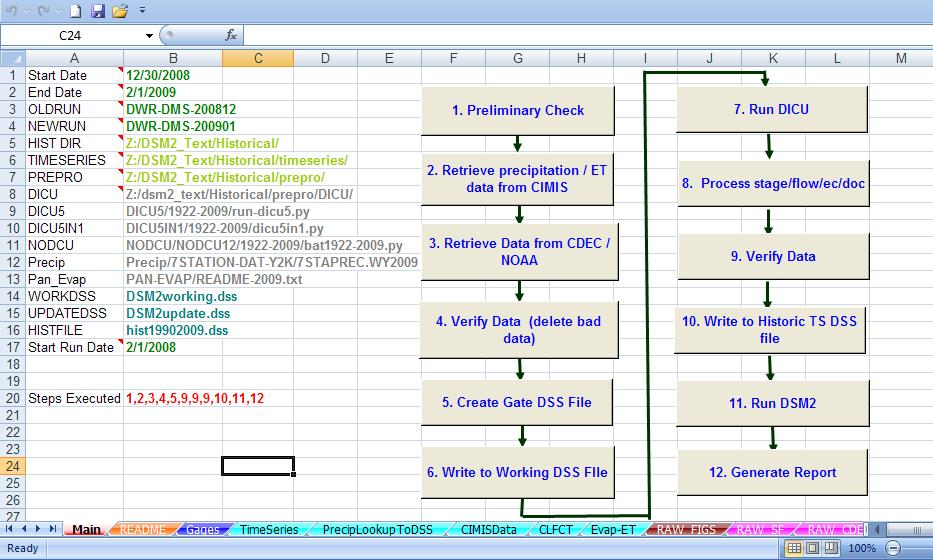 C24
fx
A B C D E F G H I J K L M
1 Start Date 12/30/2008
2 End Date 2/1/2009
3 OLDRUN DWR-DMS-200812
4 NEWRUN DWR-DMS-200901
5 HIST DIR Z:/DSM2_Text/Historical/
6 TIMESERIES Z:/DSM2_Text/Historical/timeseries/
7 PREPRO Z:/DSM2_Text/Historical/prepro/
8 DICU Z:/dsm2_text/Historical/prepro/DICU/
9 DICU5 DICU5/1922-2009/run-dicu5.py
10 DICU5IN1 DICU5IN1/1922-2009/dicu5in1.py
11 NODCU NODCU/NODCU12/1922-2009/bat1922-2009.py
12 Precip Precip/7STATION-DAT-Y2K/7STAPREC.WY2009
13 Pan_Evap PAN-EVAP/README-2009.txt
14 WORKDSS DSM2working.dss
15 UPDATEDSS DSM2update.dss
16 HISTFILE hist19902009.dss
17 Start Run Date 2/1/2008
18
19
20 Steps Executed 1,2,3,4,5,9,9,9,10,11,12
21
22
23
24
25
26
27
1. Preliminary Check
2. Retrieve precipitation / ET
data from CIMIS
3. Retrieve Data from CDEC /
NOAA
4. Verify Data (delete bad
data)
5. Create Gate DSS File
6. Write to Working DSS FIle
7. Run DICU
8. Process stage/flow/ec/doc
9. Verify Data
10. Write to Historic TS DSS
file
11. Run DSM2
12. Generate Report
Main README Gages TimeSeries PrecipLookupToDSS CIMISData CLFCT Evap-ET RAW_FIGS RAW_SF RAW_CDE
Ready 100%